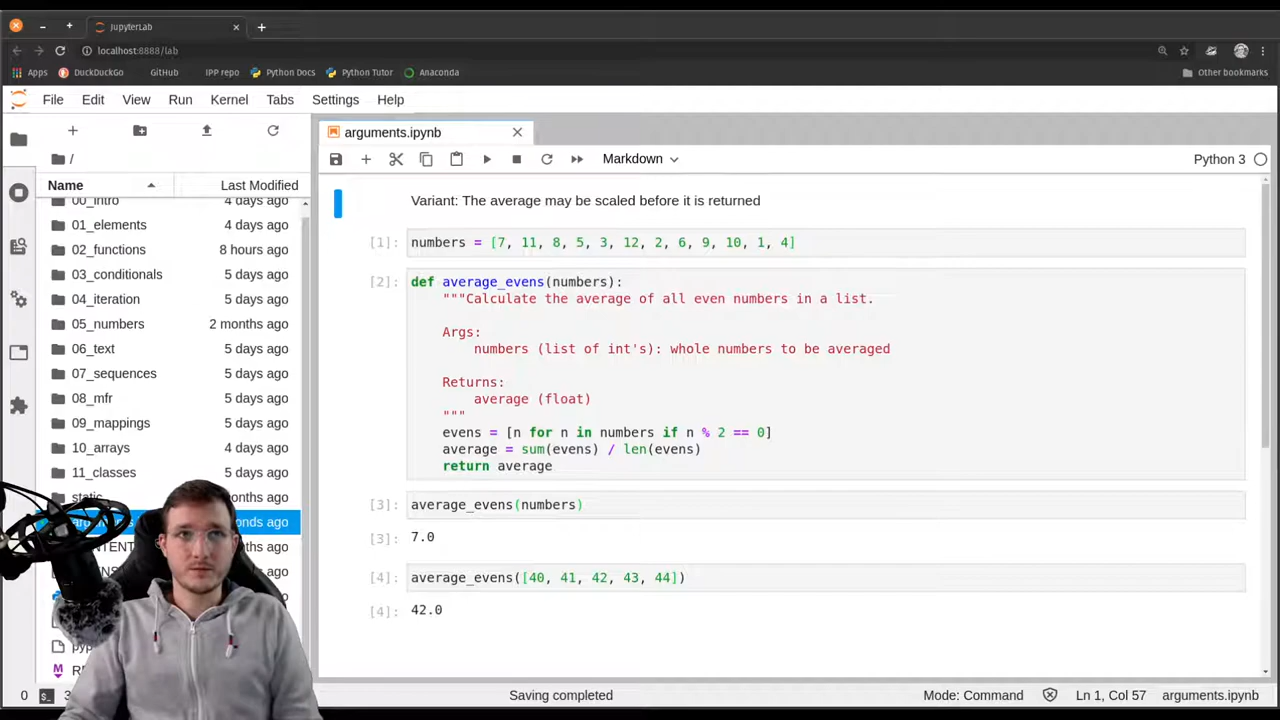 JupyterLab
localhost:8888/lab
Apps DuckDuckGo GitHub IPP repo Python Docs Python Tutor Anaconda Other bookmarks
File Edit View Run Kernel Tabs Settings Help
arguments.ipynb
/
Markdown
Python 3
Name Last Modified
00_intro 4 days ago
01_elements 4 days ago
02_functions 8 hours ago
03_conditionals 5 days ago
04_iteration 5 days ago
05_numbers 2 months ago
06_text 5 days ago
07_sequences 5 days ago
08_mfr 5 days ago
09_mappings 5 days ago
10_arrays 4 days ago
11_classes 5 days ago
static
ago
ago
ago
ago
Variant: The average may be scaled before it is returned
[1]: numbers = [7, 11, 8, 5, 3, 12, 2, 6, 9, 10, 1, 4]
[2]: def average_evens(numbers):
"""Calculate the average of all even numbers in a list.
Args:
numbers (list of int's): whole numbers to be averaged
Returns:
average (float)
"""
evens = [n for n in numbers if n % 2 == 0]
average = sum(evens) / len(evens)
return average
[3]: average_evens(numbers)
[3]: 7.0
[4]: average_evens([40, 41, 42, 43, 44])
[4]: 42.0
0 $_ Saving completed Mode: Command Ln 1, Col 57 arguments.ipynb